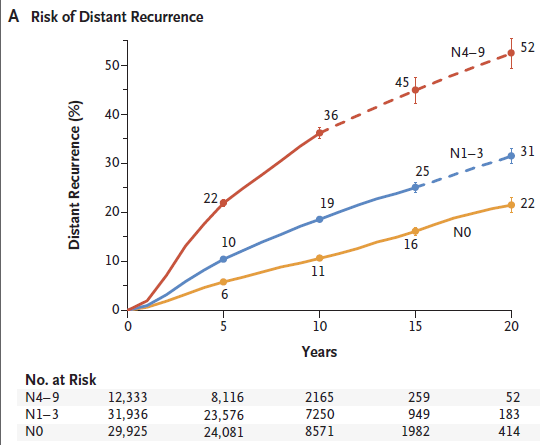 A Risk of Distant Recurrence
Distant Recurrence (%)
50
40
30
20
10
0
N4–9
52
45
36
22
N1–3
31
25
19
10
N0
22
16
11
6
0 5 10 15 20
Years
No. at Risk
N4–9 12,333 8,116 2165 259 52
N1–3 31,936 23,576 7250 949 183
N0 29,925 24,081 8571 1982 414